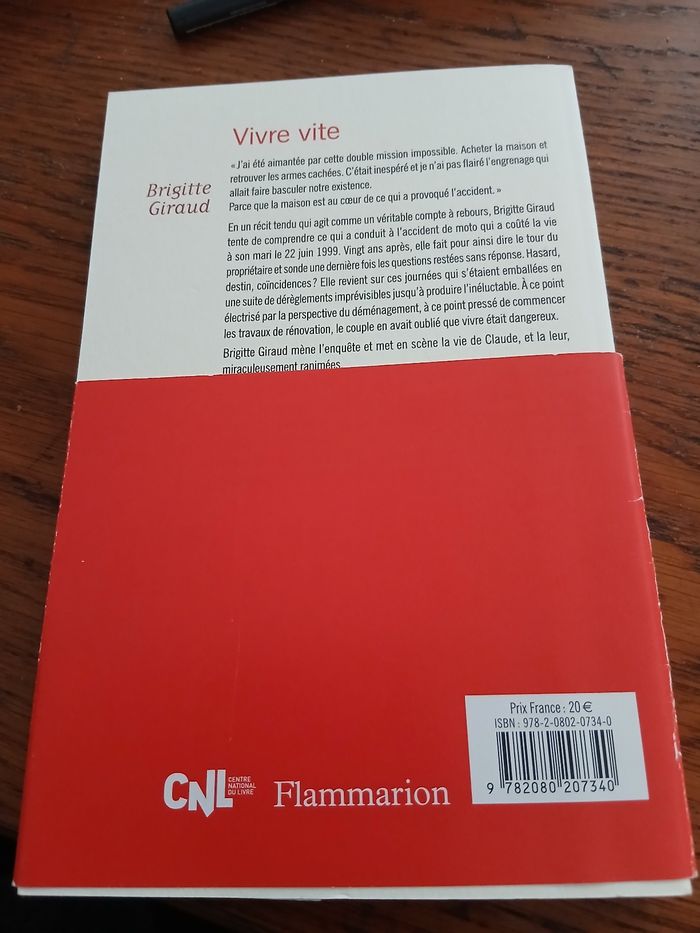 Vivre vite
Brigitte
Giraud
« J'ai été aimantée par cette double mission impossible. Acheter la maison et
retrouver les armes cachées. C'était inespéré et je n'ai pas flairé l'engrenage qui
allait faire basculer notre existence.
Parce que la maison est au cœur de ce qui a provoqué l'accident. »
En un récit tendu qui agit comme un véritable compte à rebours, Brigitte Giraud
tente de comprendre ce qui a conduit à l'accident de moto qui a coûté la vie
à son mari le 22 juin 1999. Vingt ans après, elle fait pour ainsi dire le tour du
propriétaire et sonde une dernière fois les questions restées sans réponse. Hasard,
destin, coïncidences ? Elle revient sur ces journées qui s'étaient emballées en
une suite de dérèglements imprévisibles jusqu'à produire l'inéluctable. À ce point
électrisé par la perspective du déménagement, à ce point pressé de commencer
les travaux de rénovation, le couple en avait oublié que vivre était dangereux.
Brigitte Giraud mène l'enquête et met en scène la vie de Claude, et la leur,
miraculeusement ranimées.
Prix France : 20 €
ISBN : 978-2-0802-0734-0
9 782080 207340
CNL CENTRE
NATIONAL
DU LIVRE
Flammarion